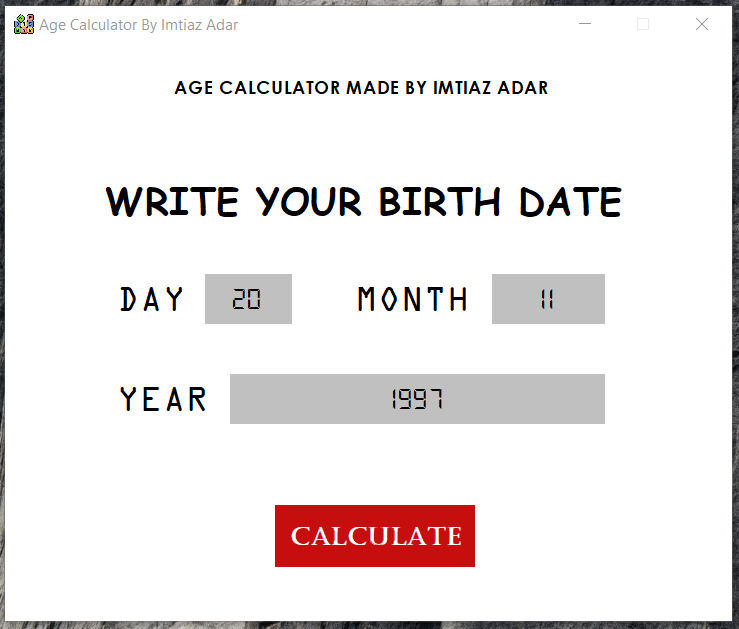 Age Calculator By Imtiaz Adar
AGE CALCULATOR MADE BY IMTIAZ ADAR
WRITE YOUR BIRTH DATE
DAY 20 MONTH 11
YEAR 1997
CALCULATE